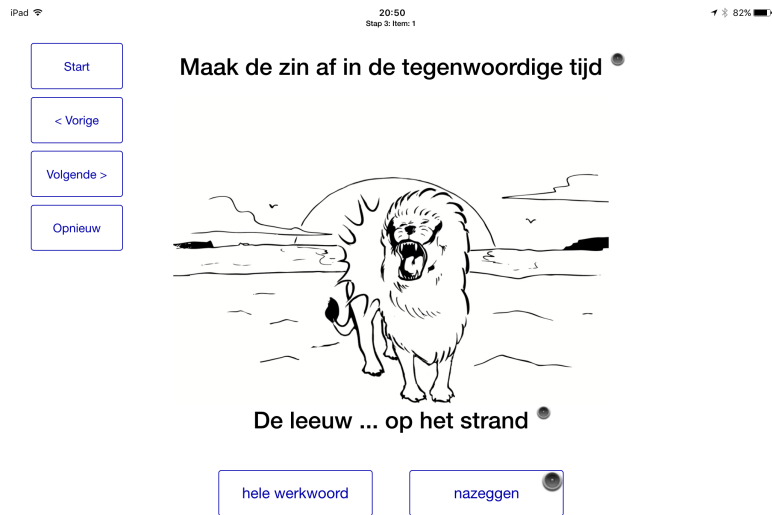 iPad 20:50 82%
Stap 3: Item: 1
Start
< Vorige
Volgende >
Opnieuw
Maak de zin af in de tegenwoordige tijd
De leeuw ... op het strand
hele werkwoord
nazeggen